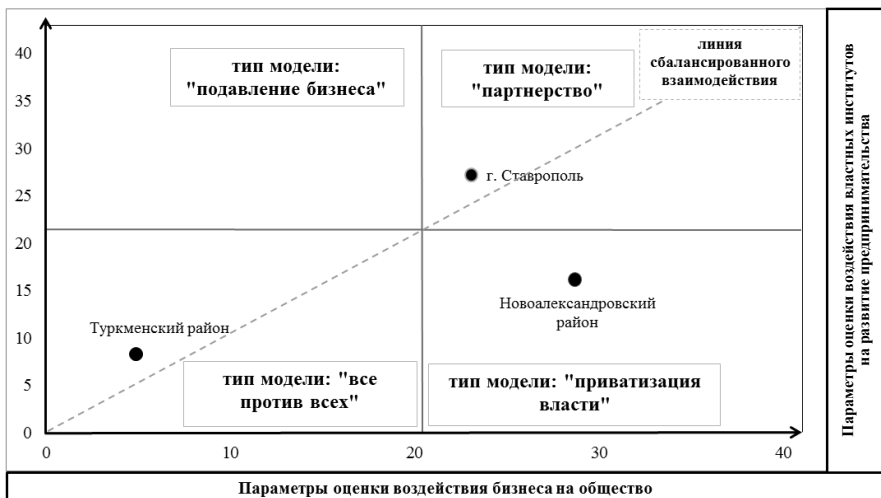 40
35
30
25
20
15
10
5
0
тип модели:
"подавление бизнеса"
тип модели:
"партнерство"
линия
сбалансированного
взаимодействия
г. Ставрополь
Туркменский район
Новоалександровский
район
тип модели: "все
против всех"
тип модели: "приватизация
власти"
0 10 20 30 40
Параметры оценки воздействия бизнеса на общество
Параметры оценки воздействия властных институтов
на развитие предпринимательства